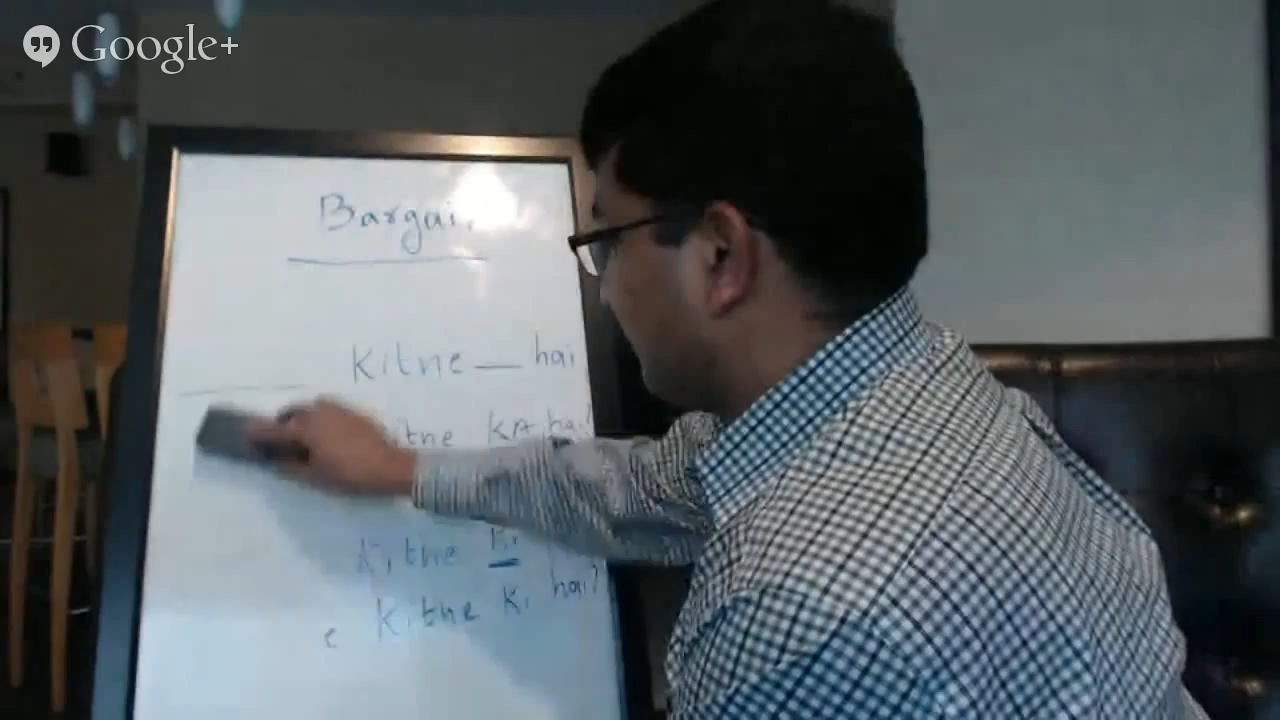 Google+
Bargain
Kitne — hai
Kitne KA hai?
Kitne Ki
Kitne Ki hai?